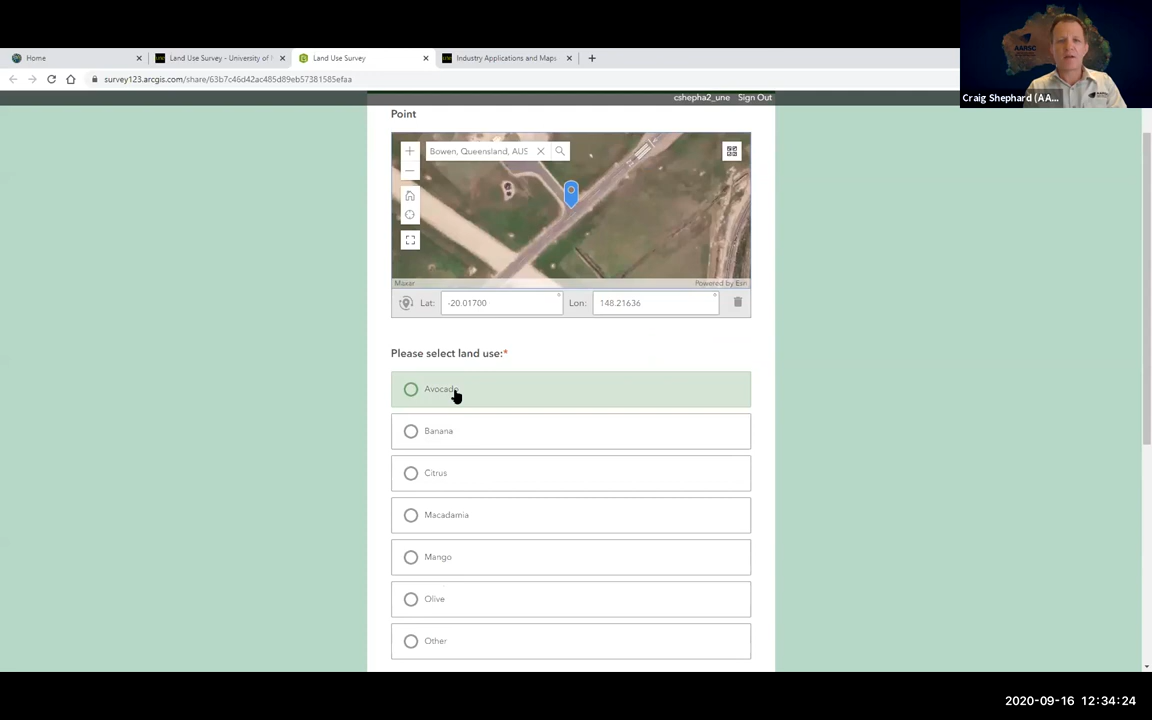 Home
Land Use Survey - University of
Land Use Survey
Industry Applications and Maps
survey123.arcgis.com/share/63b7c46d42ac485d89eb57381585efaa
AARSC
Craig Shephard (AA...
cshepha2_une Sign Out
Point
Bowen, Queensland, AUS
Maxar
Powered by Esri
Lat: -20.01700 ° Lon: 148.21636 °
Please select land use:*
Avocado
Banana
Citrus
Macadamia
Mango
Olive
Other
2020-09-16 12:34:24